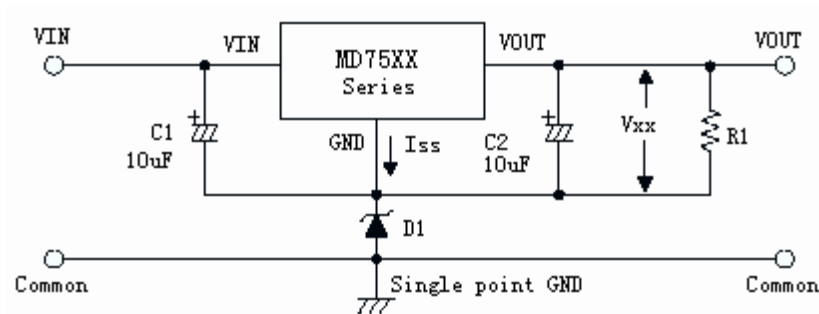 VIN
VIN
MD75XX
Series
VOUT
VOUT
C1
10uF
GND
Iss
C2
10uF
Vxx
R1
D1
Common
Single point GND
Common